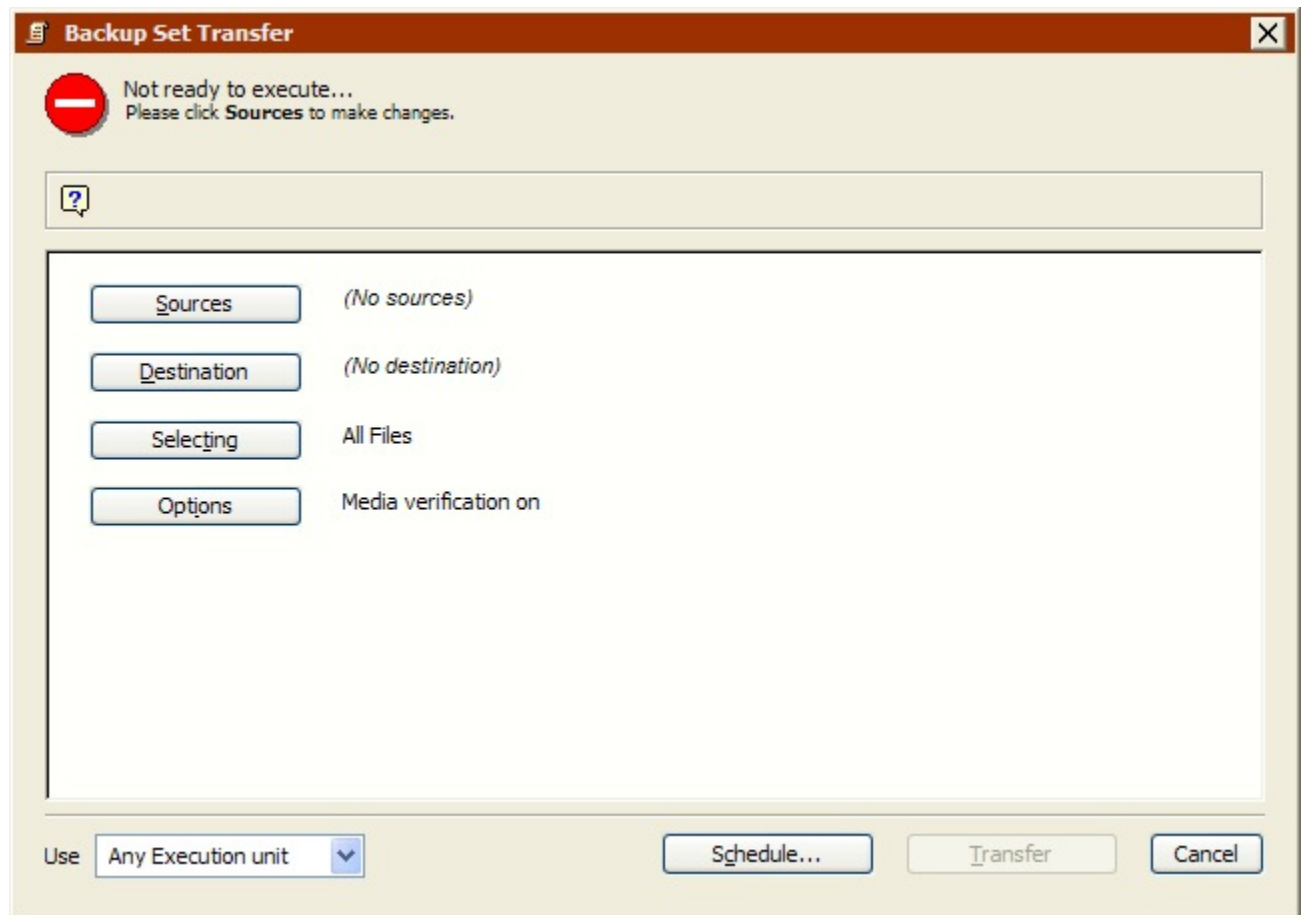 Backup Set Transfer
Not ready to execute...
Please click Sources to make changes.
?
Sources (No sources)
Destination (No destination)
Selecting All Files
Options Media verification on
Use Any Execution unit Schedule... Transfer Cancel